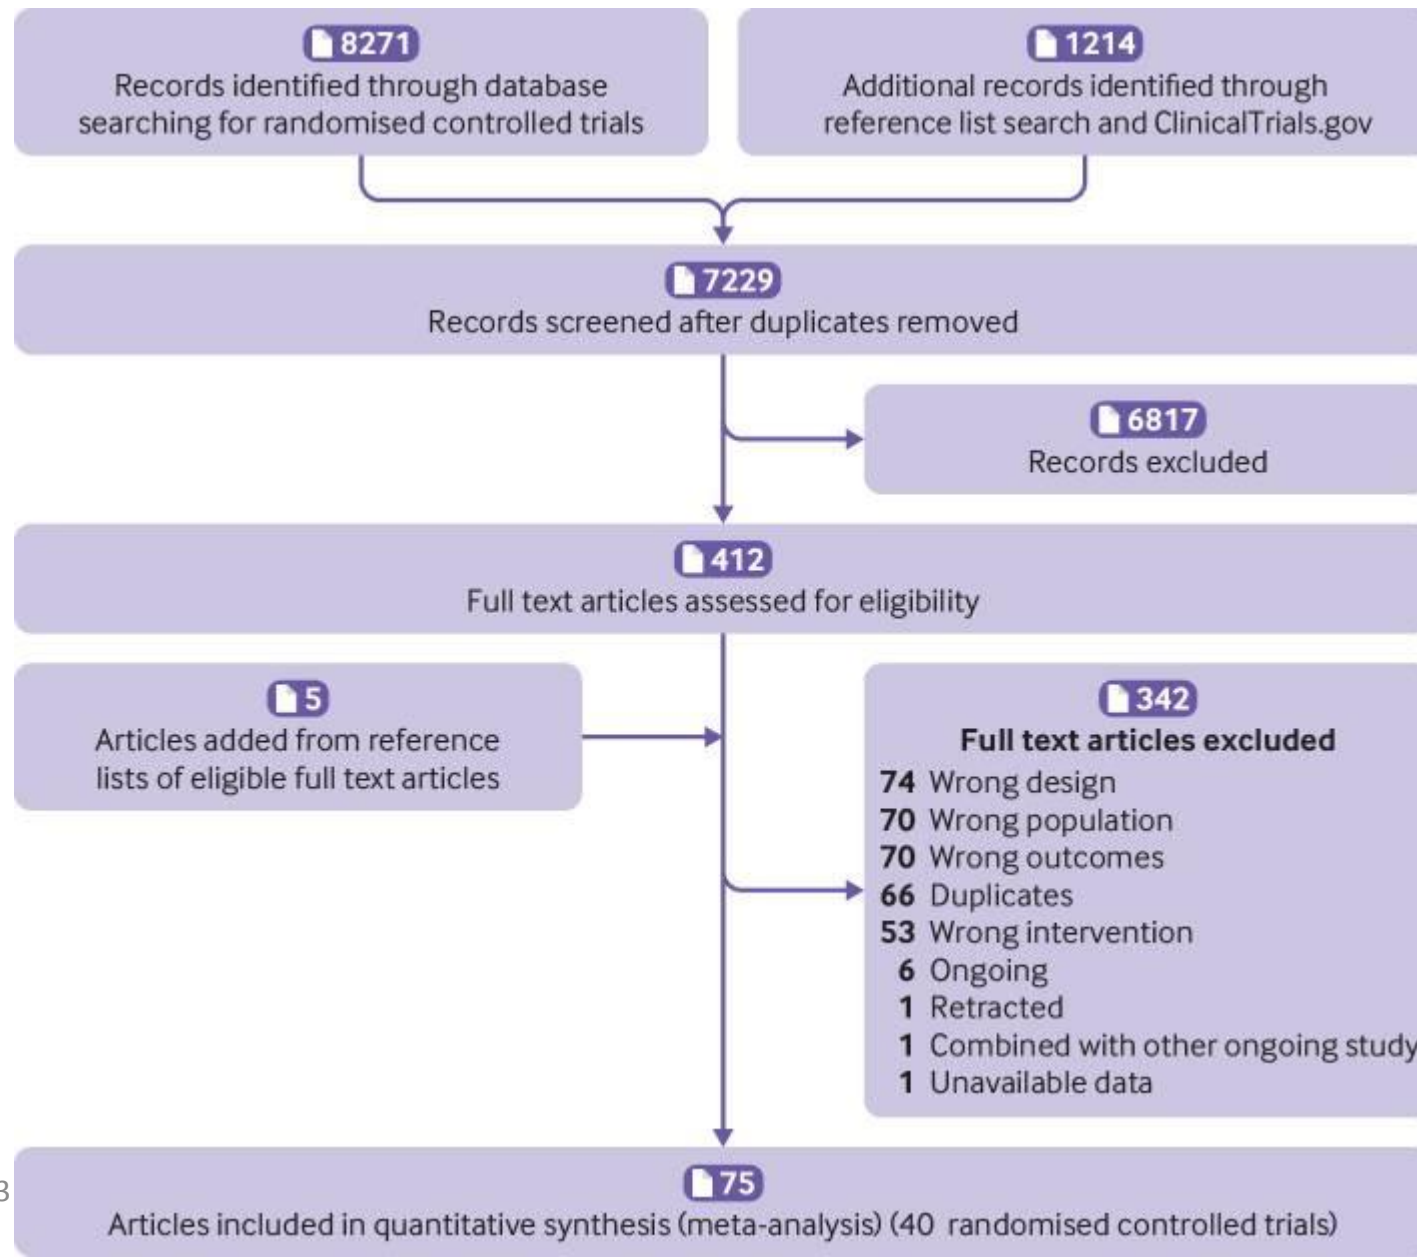 8271
Records identified through database
searching for randomised controlled trials
1214
Additional records identified through
reference list search and ClinicalTrials.gov
7229
Records screened after duplicates removed
6817
Records excluded
412
Full text articles assessed for eligibility
5
Articles added from reference
lists of eligible full text articles
342
Full text articles excluded
74 Wrong design
70 Wrong population
70 Wrong outcomes
66 Duplicates
53 Wrong intervention
6 Ongoing
1 Retracted
1 Combined with other ongoing study
1 Unavailable data
3
75
Articles included in quantitative synthesis (meta-analysis) (40 randomised controlled trials)